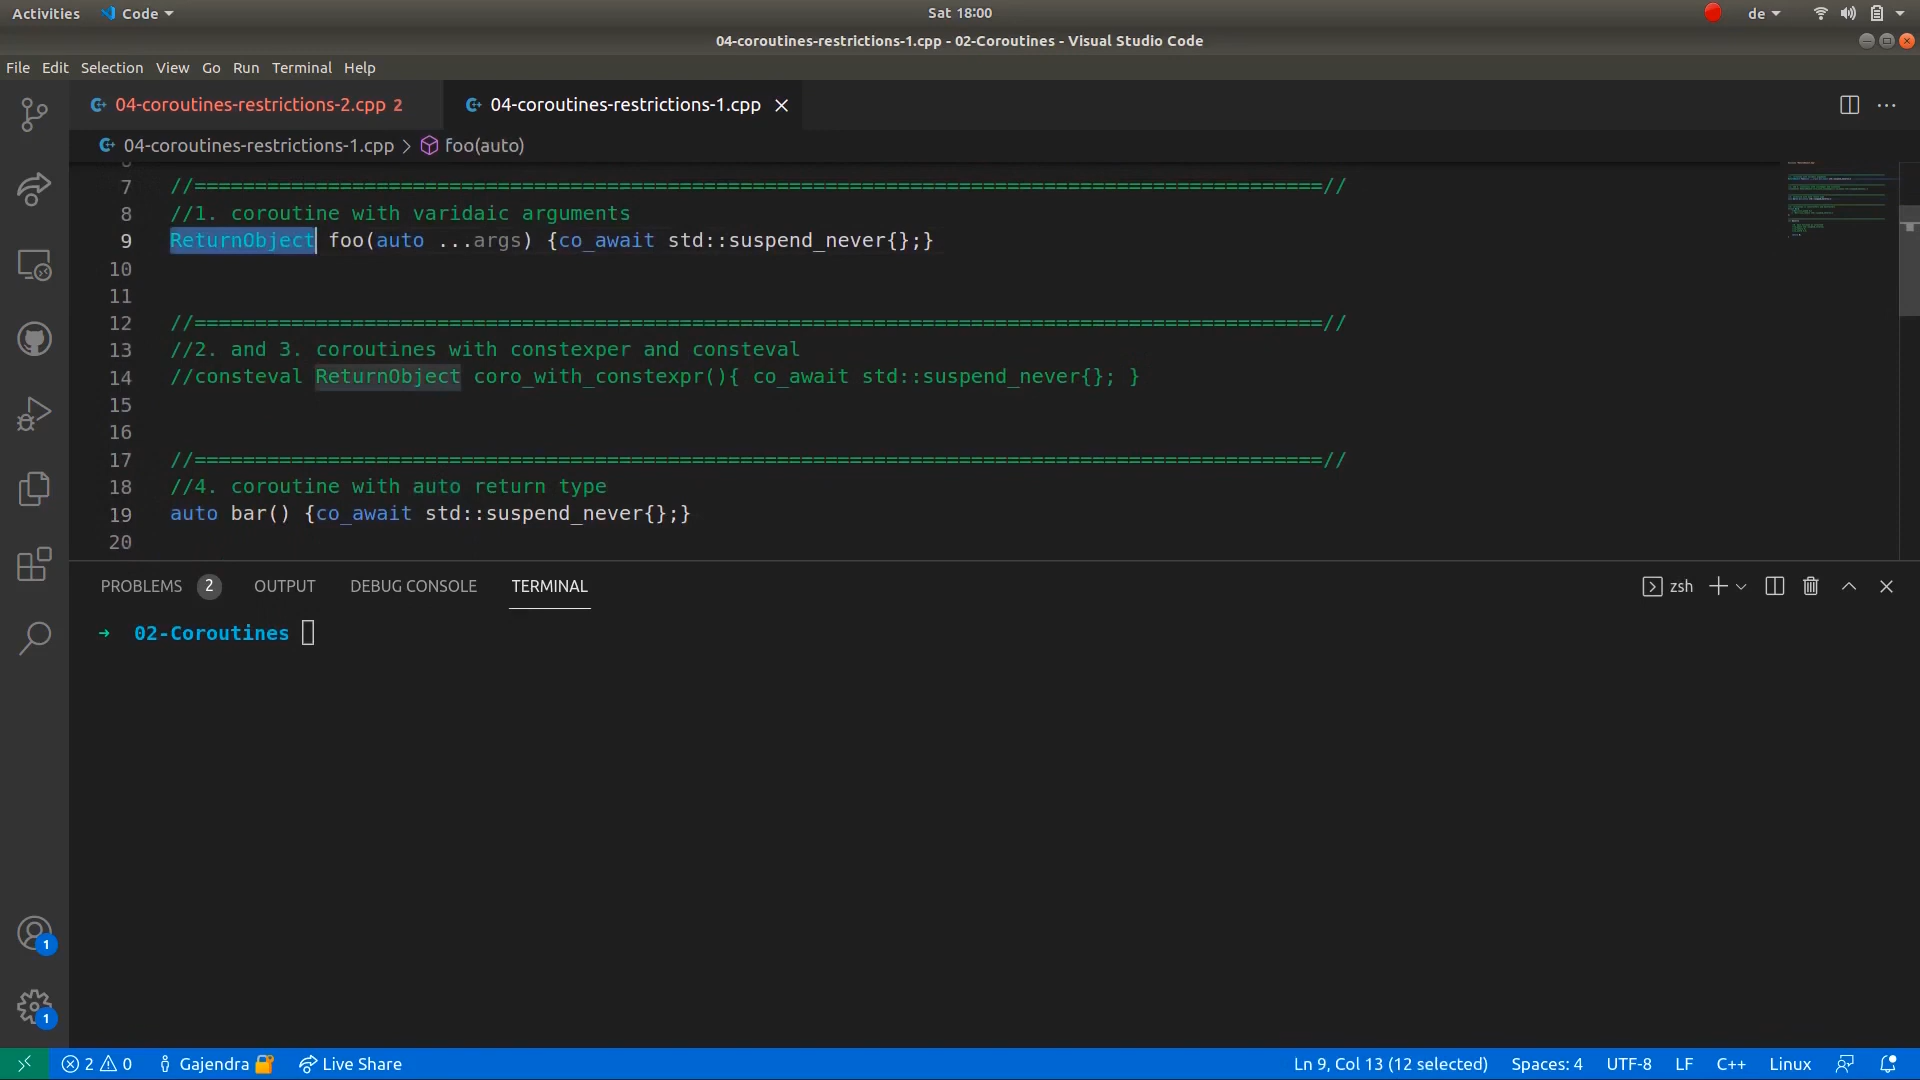 Activities Code Sat 18:00 de
04-coroutines-restrictions-1.cpp - 02-Coroutines - Visual Studio Code
File Edit Selection View Go Run Terminal Help
04-coroutines-restrictions-2.cpp 2 04-coroutines-restrictions-1.cpp
04-coroutines-restrictions-1.cpp > foo(auto)
7 //=============================================================================================//
8 //1. coroutine with varidaic arguments
9 ReturnObject foo(auto ...args) {co_await std::suspend_never{};}
10
11
12 //=============================================================================================//
13 //2. and 3. coroutines with constexper and consteval
14 //consteval ReturnObject coro_with_constexpr(){ co_await std::suspend_never{}; }
15
16
17 //=============================================================================================//
18 //4. coroutine with auto return type
19 auto bar() {co_await std::suspend_never{};}
20
PROBLEMS 2 OUTPUT DEBUG CONSOLE TERMINAL zsh
→ 02-Coroutines
1
1
2 0 Gajendra Live Share Ln 9, Col 13 (12 selected) Spaces: 4 UTF-8 LF C++ Linux